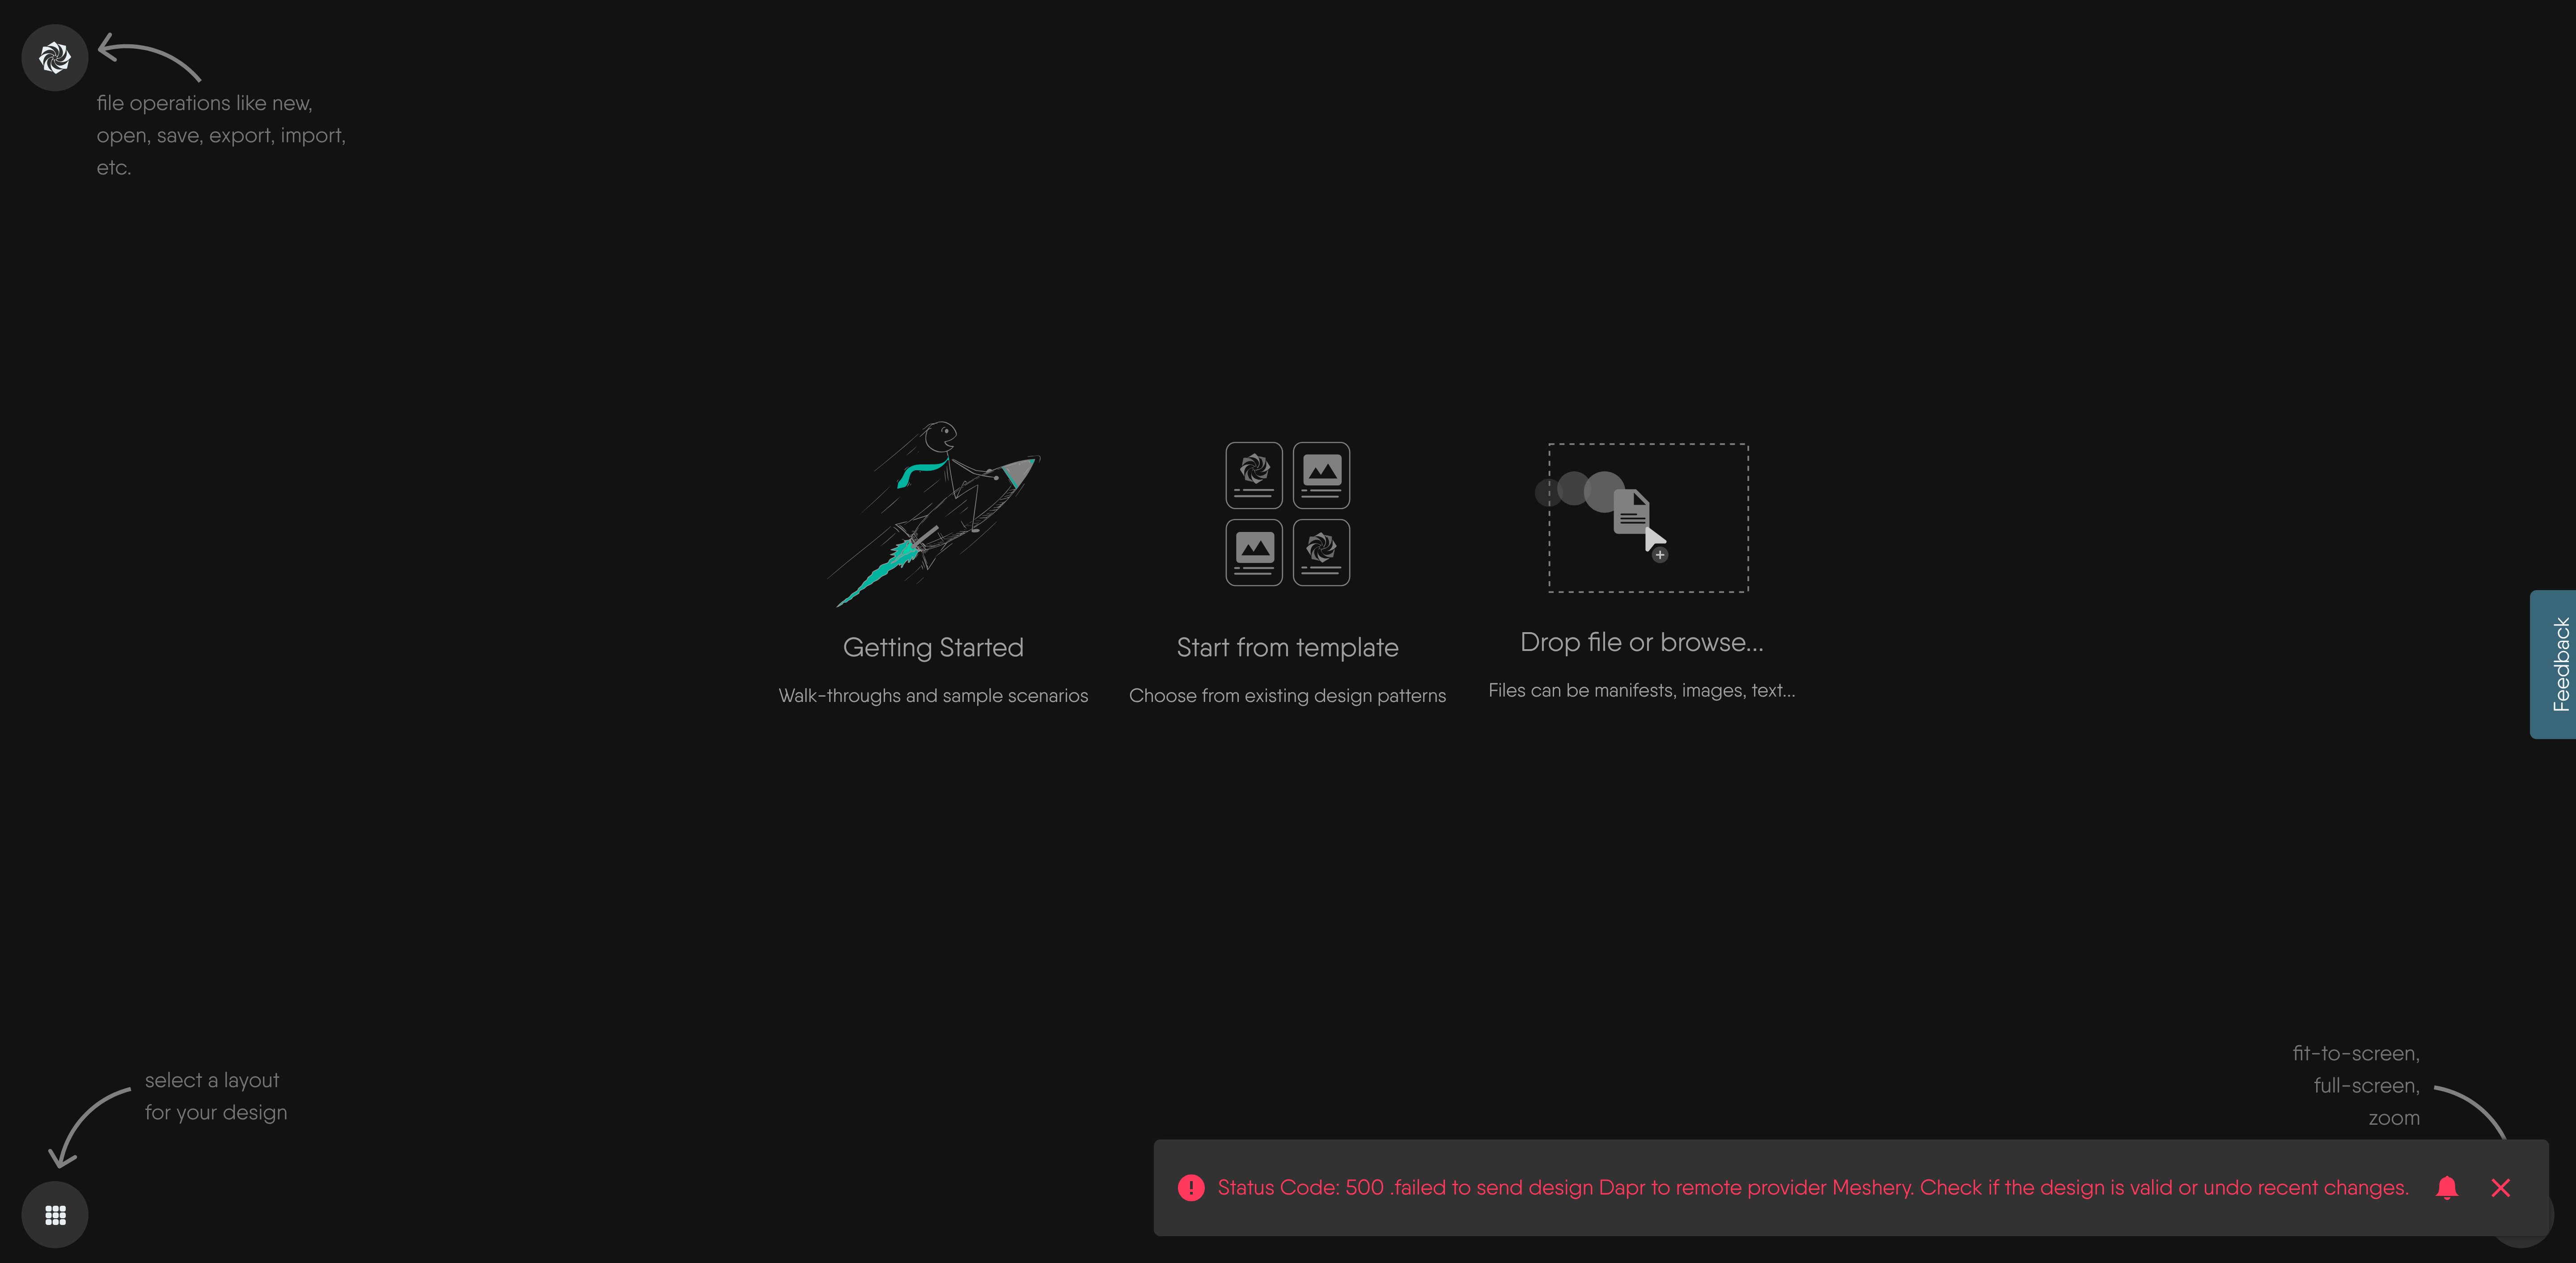 file operations like new,
open, save, export, import,
etc.
Getting Started
Walk-throughs and sample scenarios
Start from template
Choose from existing design patterns
Drop file or browse...
Files can be manifests, images, text...
Feedback
select a layout
for your design
fit-to-screen,
full-screen,
zoom
Status Code: 500 .failed to send design Dapr to remote provider Meshery. Check if the design is valid or undo recent changes.